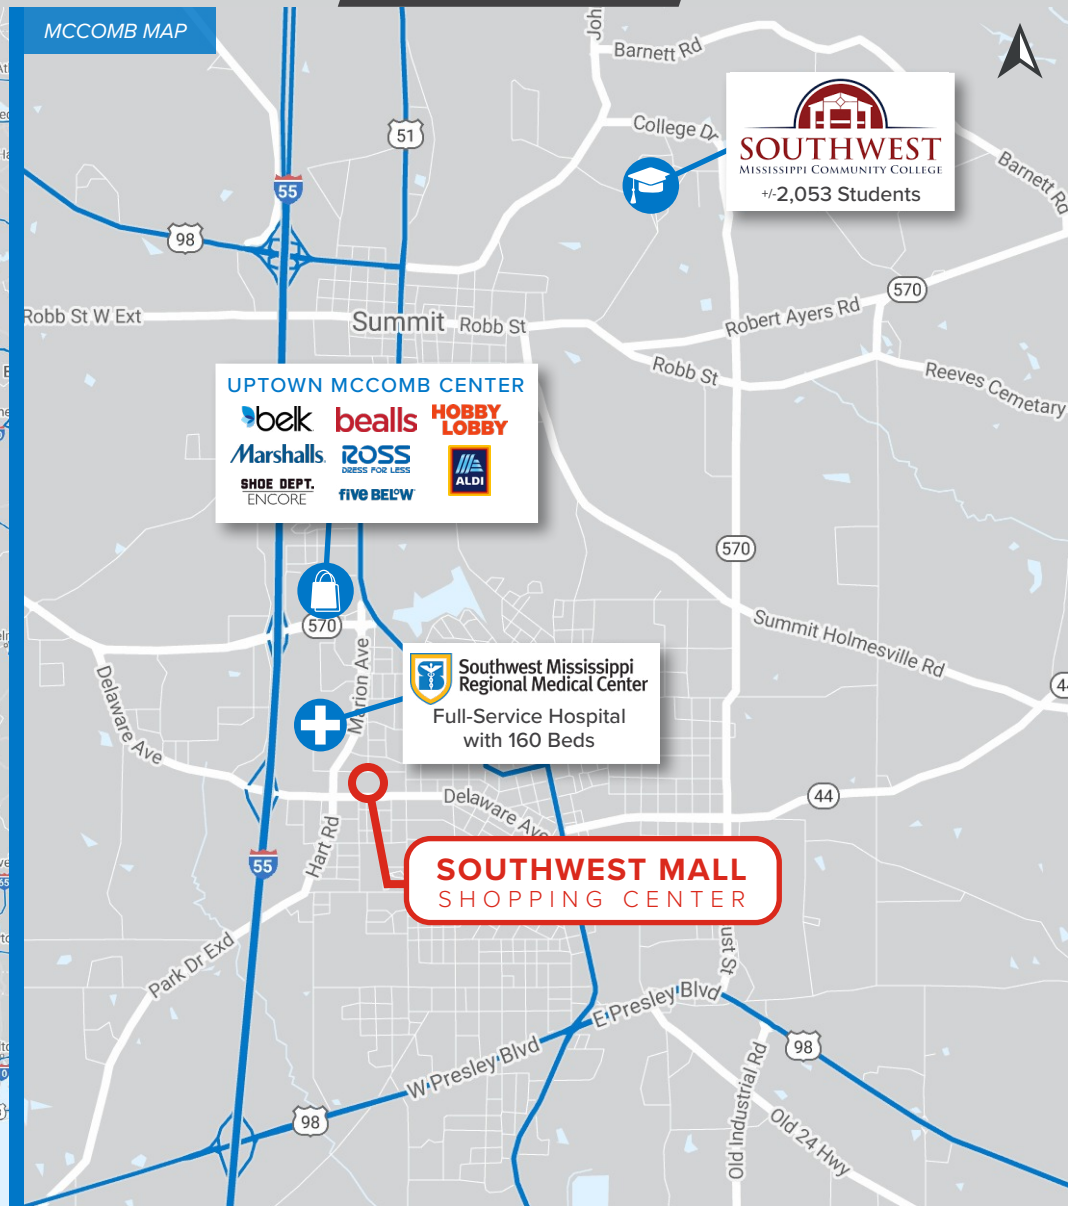 MCCOMB MAP
Barnett Rd
51
College Dr
SOUTHWEST
MISSISSIPPI COMMUNITY COLLEGE
+/-2,053 Students
Barnett Rd
55
98
570
Robb St W Ext
Summit
Robb St
Robert Ayers Rd
Robb St
Reeves Cemetary
UPTOWN MCCOMB CENTER
belk
bealls
HOBBY
LOBBY
Marshalls
ROSS
DRESS FOR LESS
ALDI
SHOE DEPT.
ENCORE
five BEL°W
570
570
Summit Holmesville Rd
Marion Ave
Delaware Ave
Southwest Mississippi
Regional Medical Center
Full-Service Hospital
with 160 Beds
44
Delaware Ave
Hart Rd
55
SOUTHWEST MALL
SHOPPING CENTER
Park Dr Exd
E Presley Blvd
98
W Presley Blvd
98
Old Industrial Rd
Old 24 Hwy